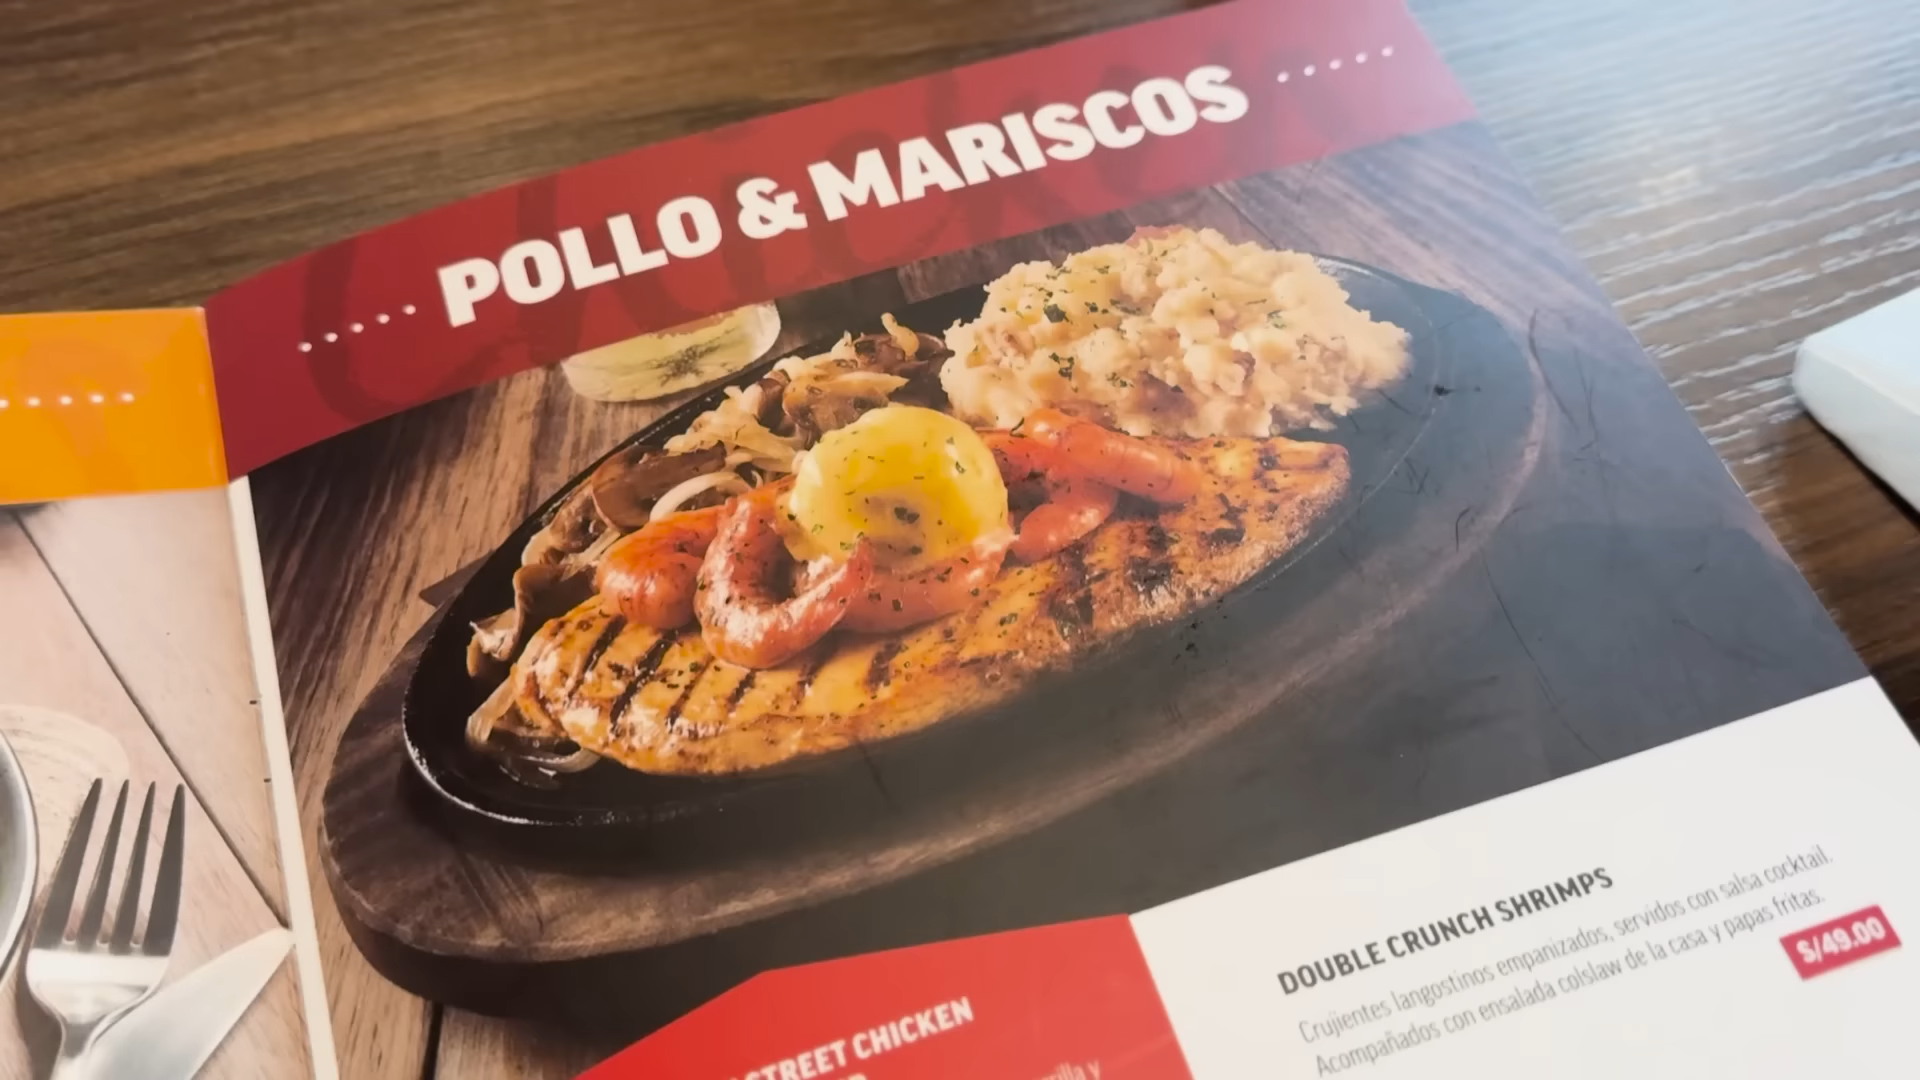 POLLO & MARISCOS
DOUBLE CRUNCH SHRIMPS
Crujientes langostinos empanizados, servidos con salsa cocktail.
Acompañados con ensalada colslaw de la casa y papas fritas.
S/49.00
STREET CHICKEN